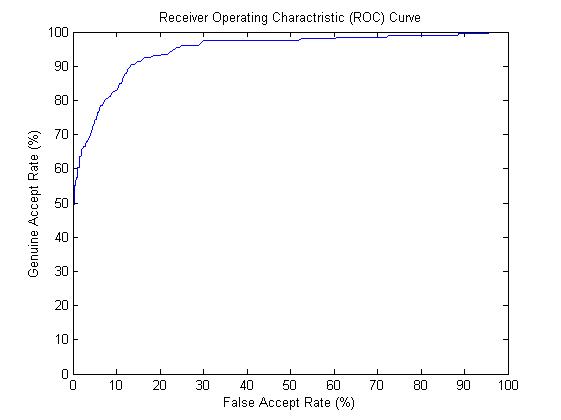 Receiver Operating Charactristic (ROC) Curve
100
90
80
70
60
50
40
30
20
10
0
Genuine Accept Rate (%)
0 10 20 30 40 50 60 70 80 90 100
False Accept Rate (%)